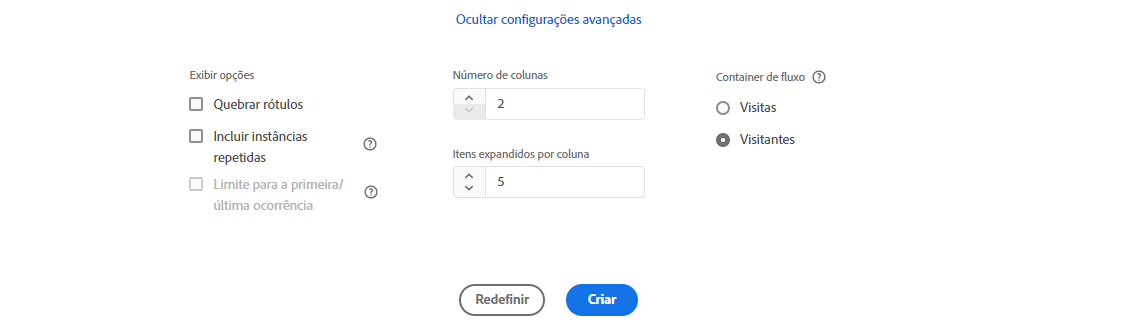 Ocultar configurações avançadas
Exibir opções
Quebrar rótulos
Incluir instâncias
repetidas
Limite para a primeira/
última ocorrência
Número de colunas
2
Itens expandidos por coluna
5
Container de fluxo
Visitas
Visitantes
Redefinir
Criar